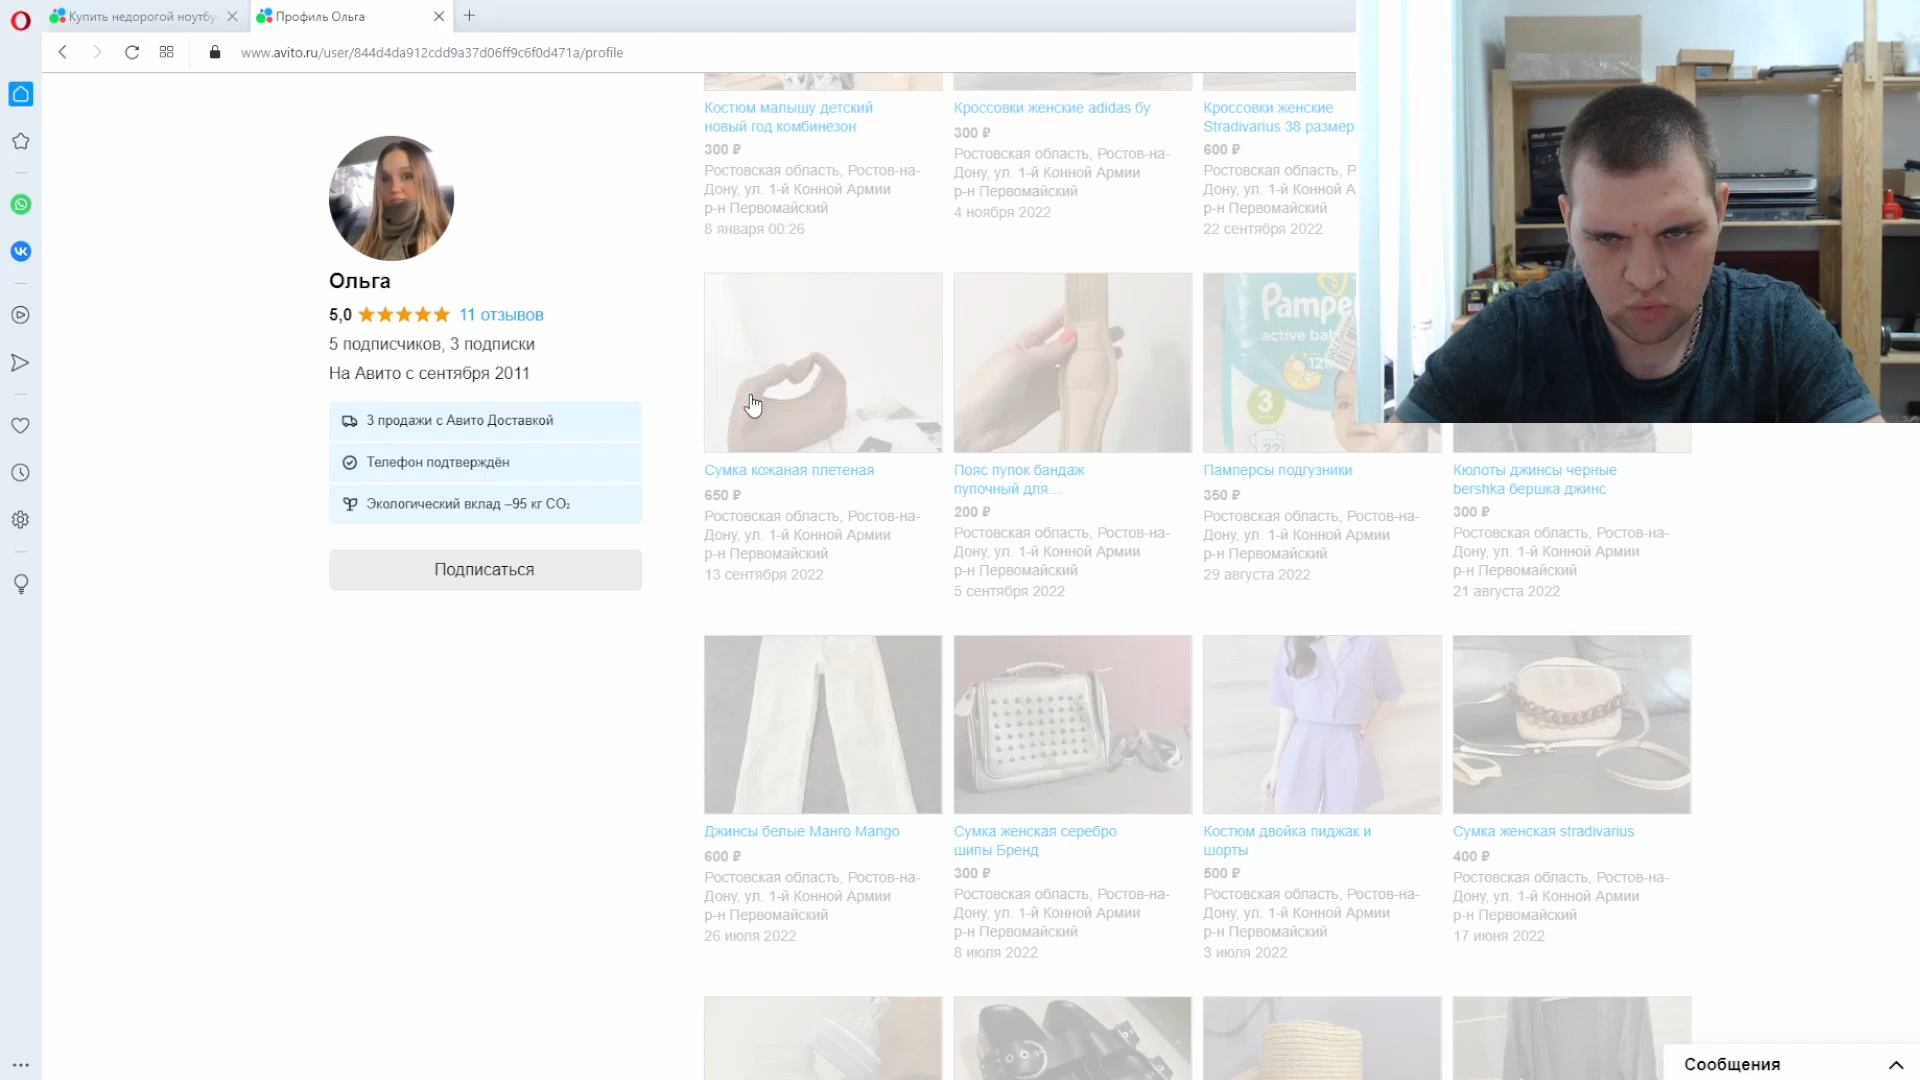 Купить недорогой ноутбу
Профиль Ольга
www.avito.ru/user/844d4da912cdd9a37d06ff9c6f0d471a/profile
Ольга
5,0
11 отзывов
5 подписчиков, 3 подписки
На Авито с сентября 2011
3 продажи с Авито Доставкой
Телефон подтверждён
Экологический вклад –95 кг CO₂
Подписаться
Костюм малышу детский
новый год комбинезон
300 ₽
Ростовская область, Ростов-на-
Дону, ул. 1-й Конной Армии
р-н Первомайский
8 января 00:26
Кроссовки женские adidas бу
300 ₽
Ростовская область, Ростов-на-
Дону, ул. 1-й Конной Армии
р-н Первомайский
4 ноября 2022
Кроссовки женские
Stradivarius 38 размер
600 ₽
Ростовская область, Р
Дону, ул. 1-й Конной А
р-н Первомайский
22 сентября 2022
Pampe
active bab
3
Сумка кожаная плетеная
650 ₽
Ростовская область, Ростов-на-
Дону, ул. 1-й Конной Армии
р-н Первомайский
13 сентября 2022
Пояс пупок бандаж
пупочный для...
200 ₽
Ростовская область, Ростов-на-
Дону, ул. 1-й Конной Армии
р-н Первомайский
5 сентября 2022
Памперсы подгузники
350 ₽
Ростовская область, Ростов-на-
Дону, ул. 1-й Конной Армии
р-н Первомайский
29 августа 2022
Кюлоты джинсы черные
bershka бершка джинс
300 ₽
Ростовская область, Ростов-на-
Дону, ул. 1-й Конной Армии
р-н Первомайский
21 августа 2022
Джинсы белые Манго Mango
600 ₽
Ростовская область, Ростов-на-
Дону, ул. 1-й Конной Армии
р-н Первомайский
26 июля 2022
Сумка женская серебро
шипы Бренд
300 ₽
Ростовская область, Ростов-на-
Дону, ул. 1-й Конной Армии
р-н Первомайский
8 июля 2022
Костюм двойка пиджак и
шорты
500 ₽
Ростовская область, Ростов-на-
Дону, ул. 1-й Конной Армии
р-н Первомайский
3 июля 2022
Сумка женская stradivarius
400 ₽
Ростовская область, Ростов-на-
Дону, ул. 1-й Конной Армии
р-н Первомайский
17 июня 2022
Сообщения